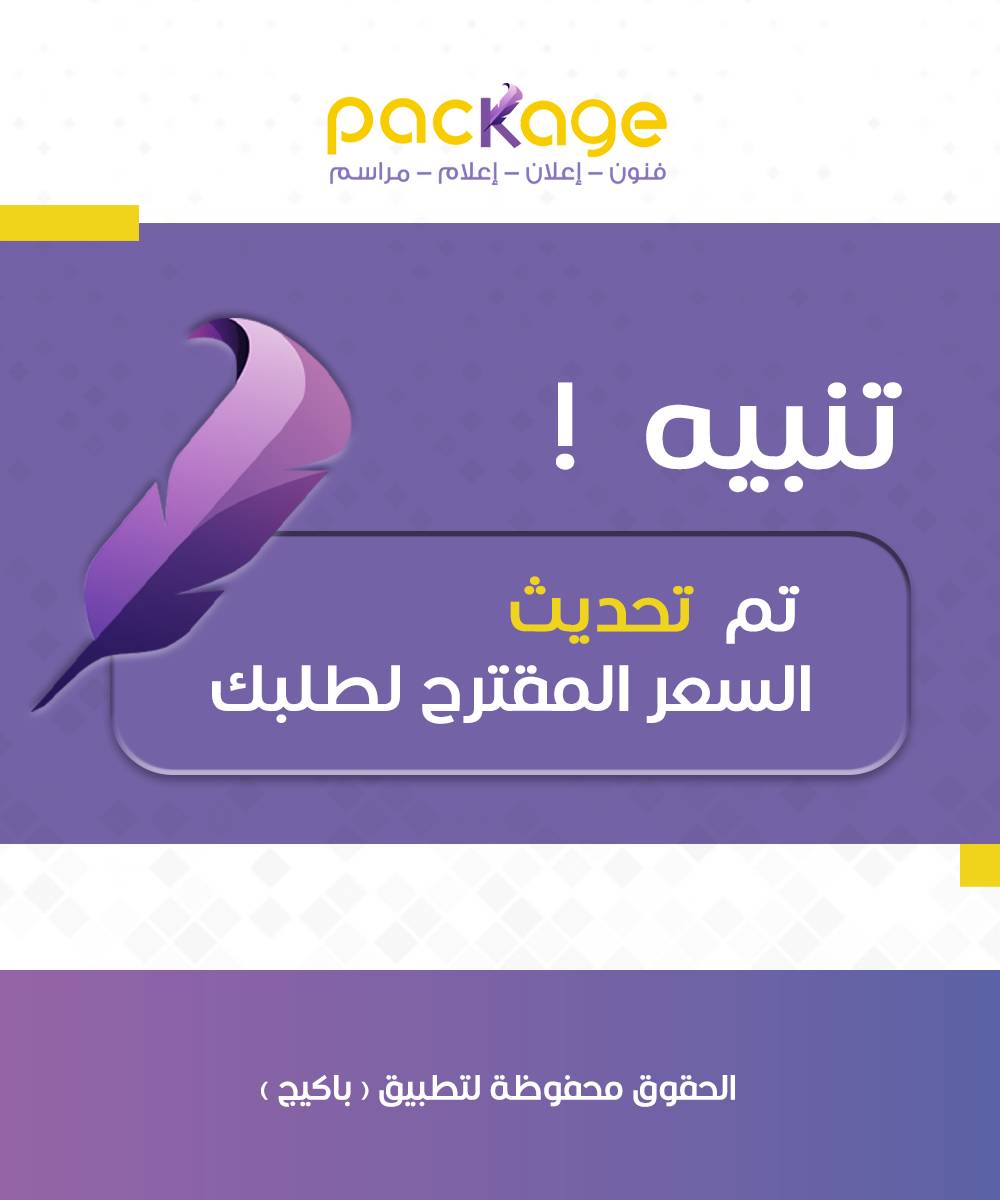 package
فنون – إعلان – إعلام – مراسم
تنبيه !
تم تحديث
السعر المقترح لطلبك
الحقوق محفوظة لتطبيق ( باكيج )